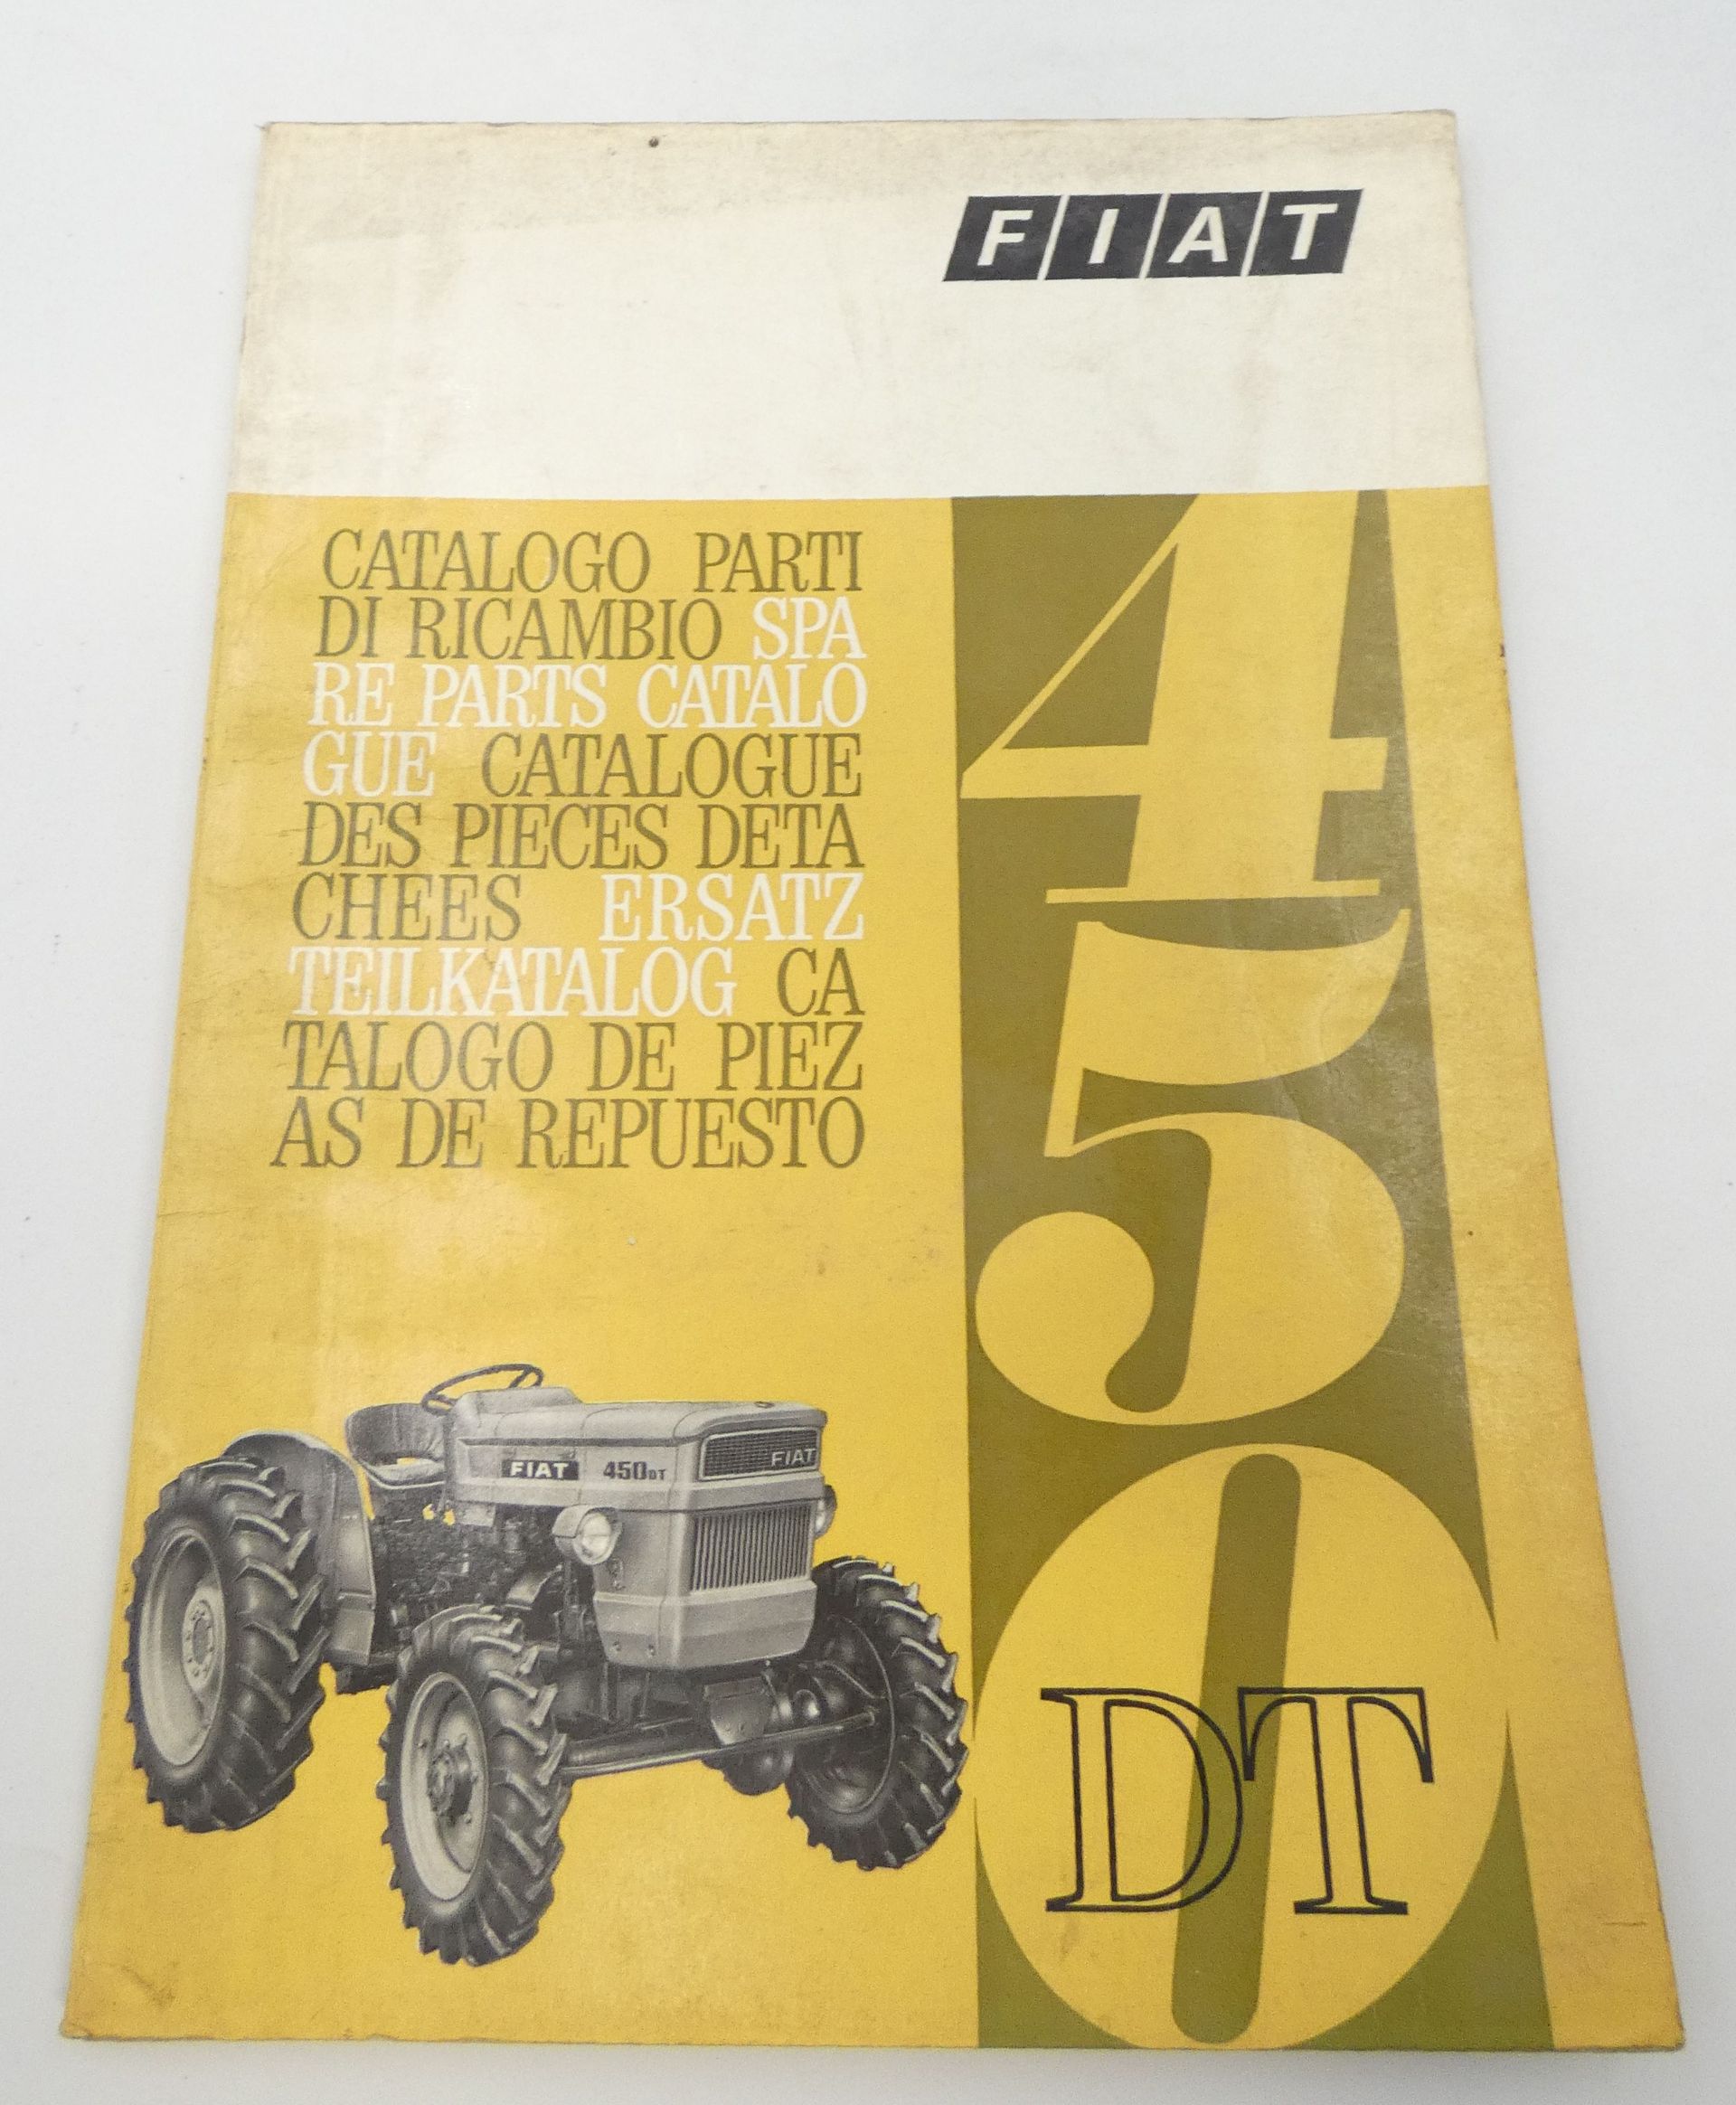 FIAT
CATALOGO PARTI
DI RICAMBIO SPA
RE PARTS CATALO
GUE CATALOGUE
DES PIECES DETA
CHEES ERSATZ
TEILKATALOG CA
TALOGO DE PIEZ
AS DE REPUESTO
450
DT
FIAT 450DT
FIAT